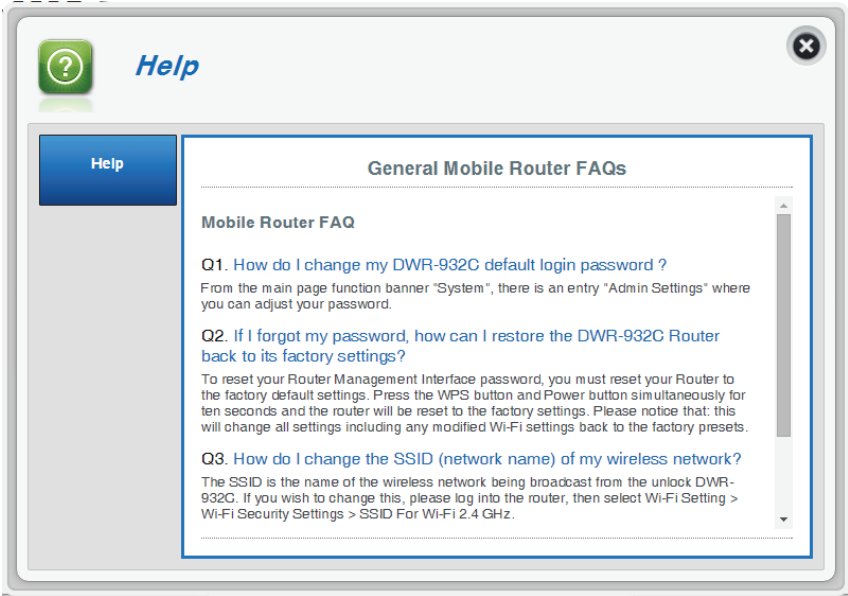 Help
Help
General Mobile Router FAQs
Mobile Router FAQ
Q1. How do I change my DWR-932C default login password ?
From the main page function banner "System", there is an entry "Admin Settings" where
you can adjust your password.
Q2. If I forgot my password, how can I restore the DWR-932C Router
back to its factory settings?
To reset your Router Management Interface password, you must reset your Router to
the factory default settings. Press the WPS button and Power button simultaneously for
ten seconds and the router will be reset to the factory settings. Please notice that: this
will change all settings including any modified Wi-Fi settings back to the factory presets.
Q3. How do I change the SSID (network name) of my wireless network?
The SSID is the name of the wireless network being broadcast from the unlock DWR-
932C. If you wish to change this, please log into the router, then select Wi-Fi Setting >
Wi-Fi Security Settings > SSID For Wi-Fi 2.4 GHz.